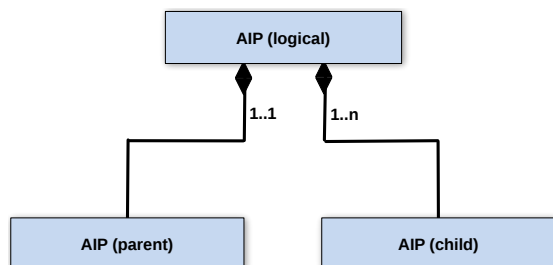 AIP (logical)
1..1
1..n
AIP (parent)
AIP (child)